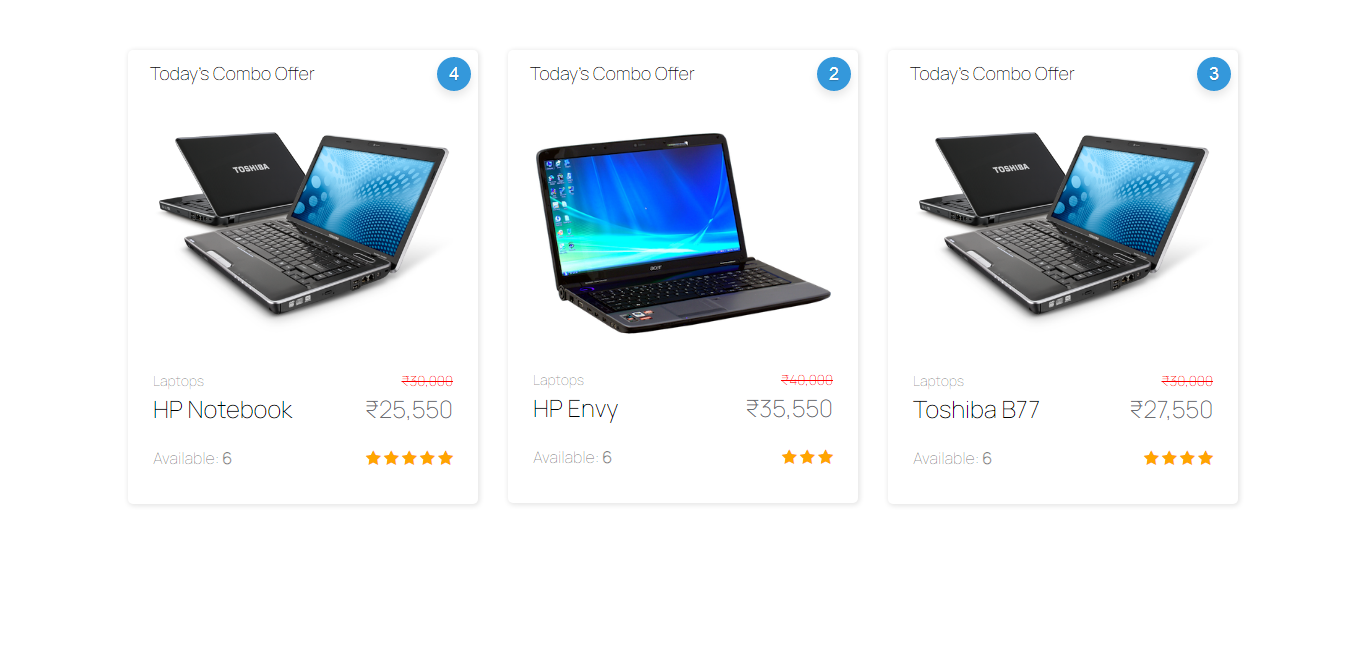 Today's Combo Offer 4
TOSHIBA
Laptops ₹30,000
HP Notebook ₹25,550
Available: 6
Today's Combo Offer 2
acer
Laptops ₹40,000
HP Envy ₹35,550
Available: 6
Today's Combo Offer 3
TOSHIBA
Laptops ₹30,000
Toshiba B77 ₹27,550
Available: 6